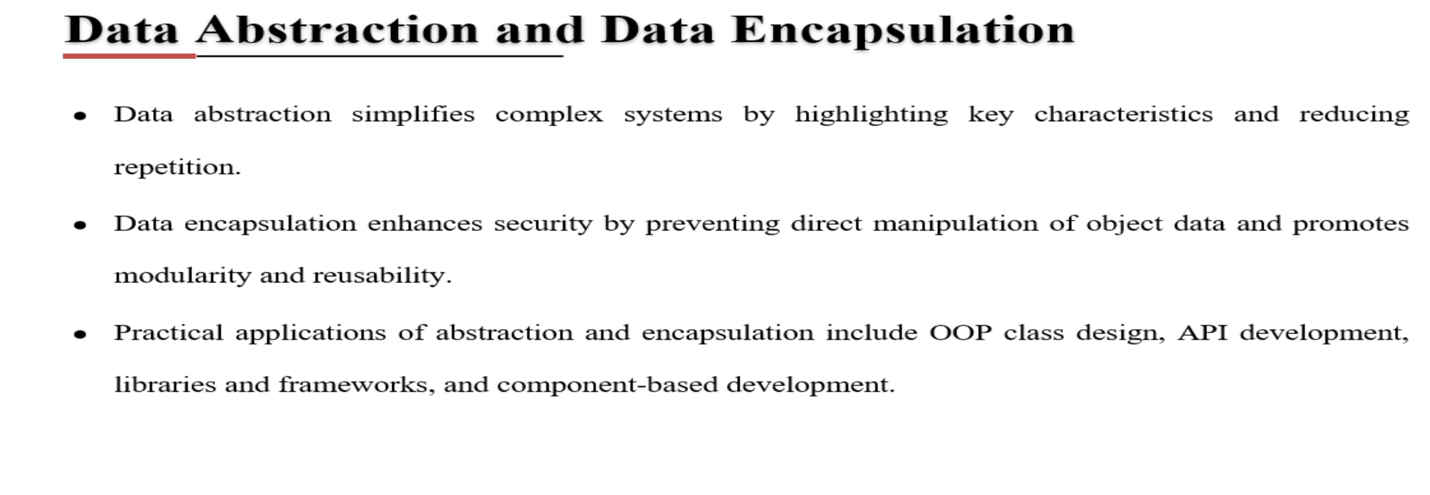 Data Abstraction and Data Encapsulation
• Data abstraction simplifies complex systems by highlighting key characteristics and reducing
repetition.
• Data encapsulation enhances security by preventing direct manipulation of object data and promotes
modularity and reusability.
• Practical applications of abstraction and encapsulation include OOP class design, API development,
libraries and frameworks, and component-based development.